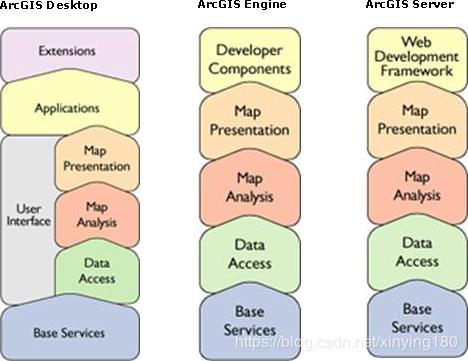 ArcGIS Desktop
Extensions
Applications
User
Interface
Map
Presentation
Map
Analysis
Data
Access
Base Services
ArcGIS Engine
Developer
Components
Map
Presentation
Map
Analysis
Data
Access
Base
Services
ArcGIS Server
Web
Development
Framework
Map
Presentation
Map
Analysis
Data
Access
Base
Services
https://blog.csdn.net/xinying180